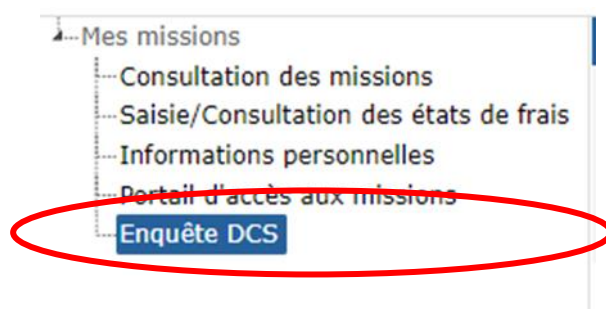 Mes missions
Consultation des missions
Saisie/Consultation des états de frais
Informations personnelles
Portail d'accès aux missions
Enquête DCS